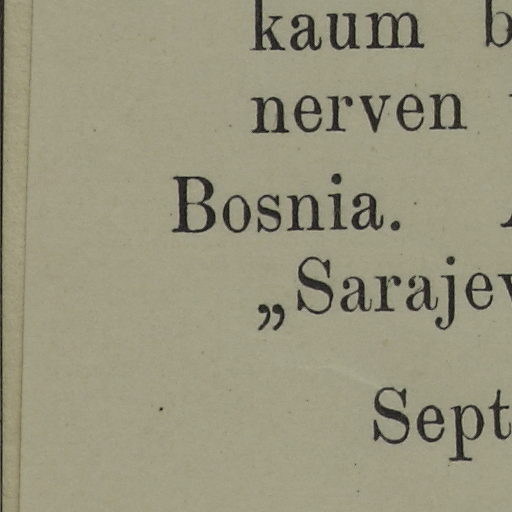 kaum
nerven
Bosnia.
„Sarajev
Sept